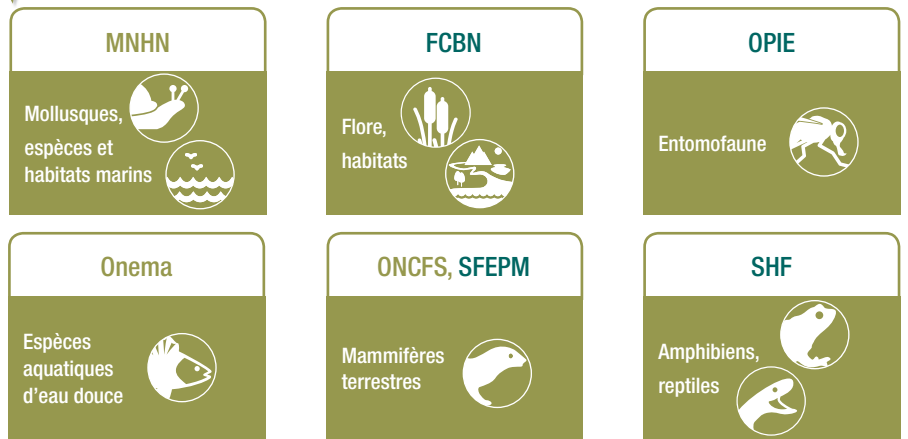 MNHN
Mollusques,
espèces et
habitats marins
FCBN
Flore,
habitats
OPIE
Entomofaune
Onema
Espèces
aquatiques
d’eau douce
ONCFS, SFEPM
Mammifères
terrestres
SHF
Amphibiens,
reptiles